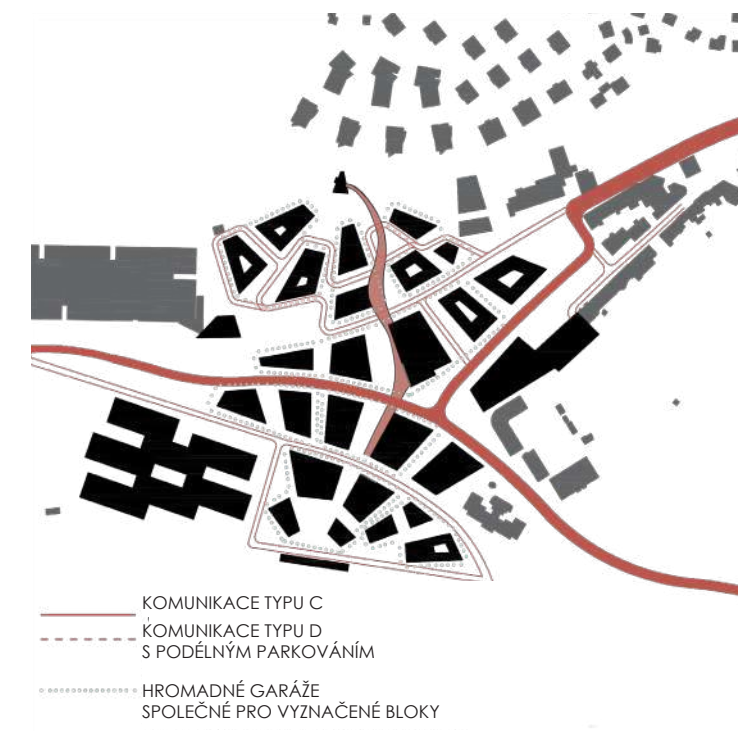 KOMUNIKACE TYPU C
KOMUNIKACE TYPU D
S PODÉLNÝM PARKOVÁNÍM
HROMADNÉ GARÁŽE
SPOLEČNÉ PRO VYZNAČENÉ BLOKY